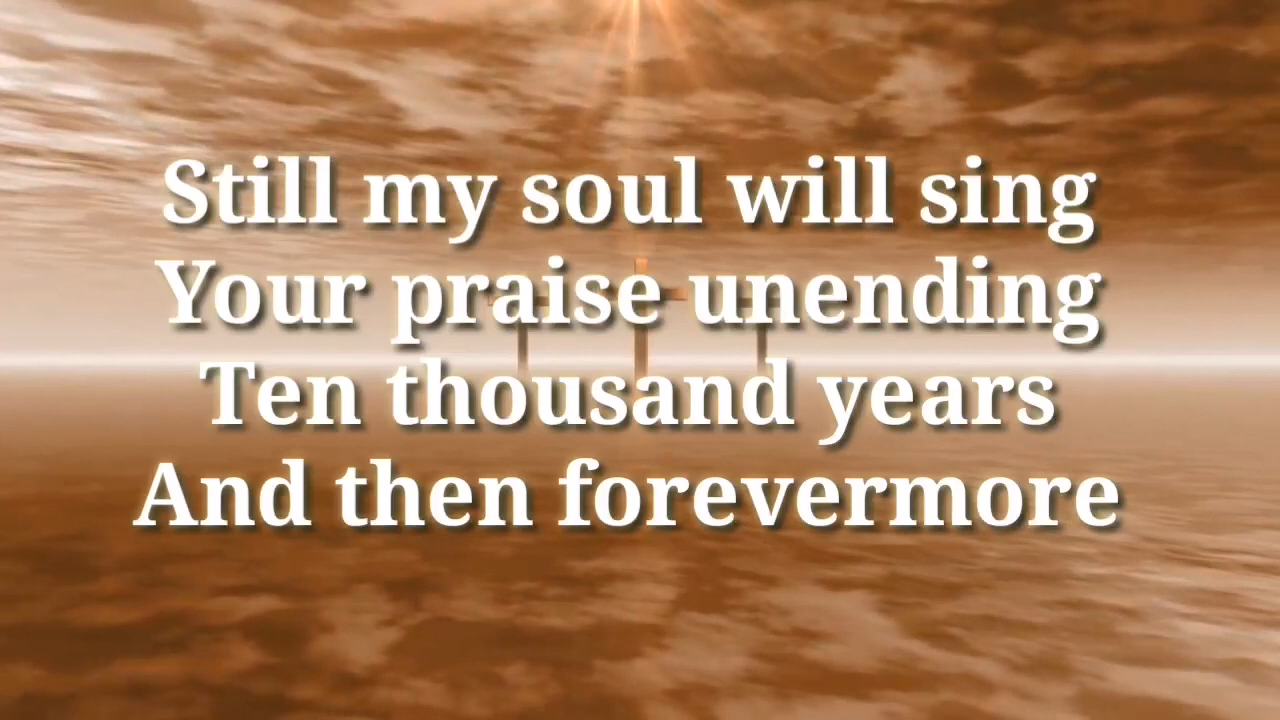 Still my soul will sing
Your praise unending
Ten thousand years
And then forevermore